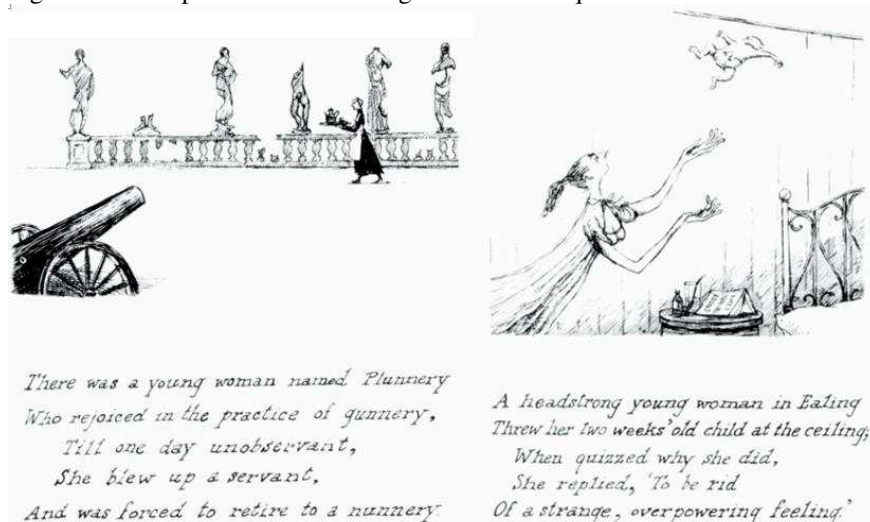 There was a young woman named Plunnery
Who rejoiced in the practice of gunnery,
Till one day unobservant,
She blew up a servant,
And was forced to retire to a nunnery.
A headstrong young woman in Ealing
Threw her two weeks' old child at the ceiling;
When quizzed why she did,
She replied, 'To be rid
Of a strange, overpowering feeling.'